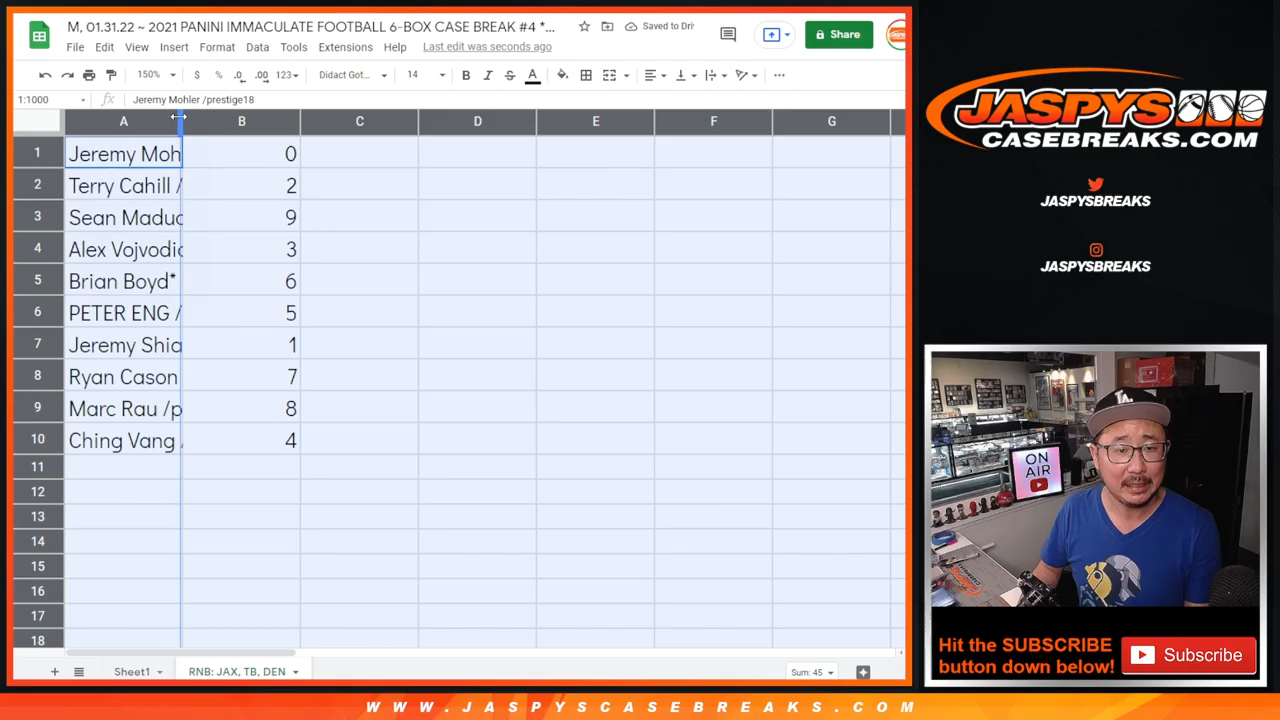 M, 01.31.22 ~ 2021 PANINI IMMACULATE FOOTBALL 6-BOX CASE BREAK #4 *...
Saved to Dri
Share
File Edit View Insert Format Data Tools Extensions Help Last edit was seconds ago
150% $ % .0 .00 123 Didact Got... 14 B I S A
1:1000 fx Jeremy Mohler /prestige18
A B C D E F G
1 Jeremy Moh 0
2 Terry Cahill / 2
3 Sean Maduc 9
4 Alex Vojvodic 3
5 Brian Boyd* 6
6 PETER ENG / 5
7 Jeremy Shia 1
8 Ryan Cason 7
9 Marc Rau /p 8
10 Ching Vang / 4
11
12
13
14
15
16
17
18
Sheet1 RNB: JAX, TB, DEN Sum: 45
JASPYS
CASEBREAKS.COM
JASPYSBREAKS
JASPYSBREAKS
ON
AIR
LA
Hit the SUBSCRIBE
button down below!
Subscribe
WWW.JASPYSCASEBREAKS.COM